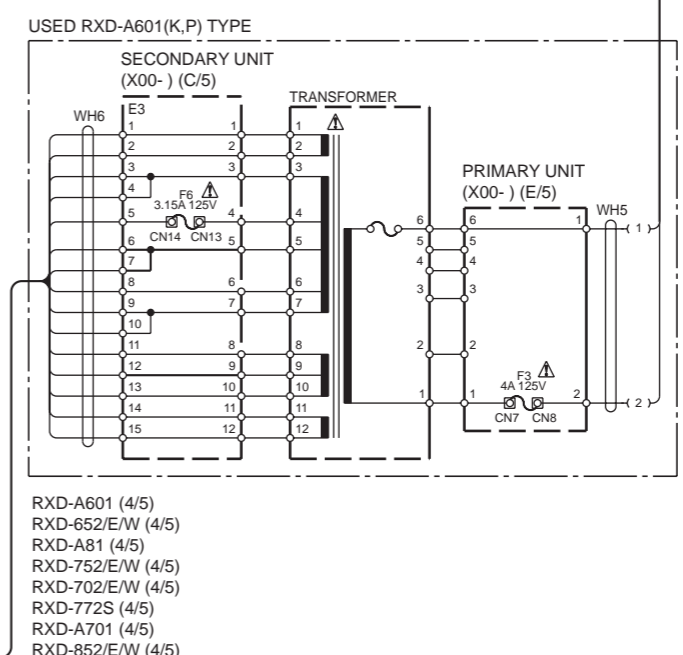 USED RXD-A601(K,P) TYPE
SECONDARY UNIT
(X00- ) (C/5)
TRANSFORMER
PRIMARY UNIT
(X00- ) (E/5)
WH6
E3
WH5
1 1 1
2 2 2
3 3 3
4
F6
3.15A 125V
5 4 4
CN14 CN13
6 5 5
7
8 6 6
9 7 7
10
11 8 8
12 9 9
13 10 10
14 11 11
15 12 12
6 6 1 1
5 5
4 4
3 3
2 2
F3
4A 125V
1 1 2 2
CN7 CN8
RXD-A601 (4/5)
RXD-652/E/W (4/5)
RXD-A81 (4/5)
RXD-752/E/W (4/5)
RXD-702/E/W (4/5)
RXD-772S (4/5)
RXD-A701 (4/5)
RXD-852/E/W (4/5)